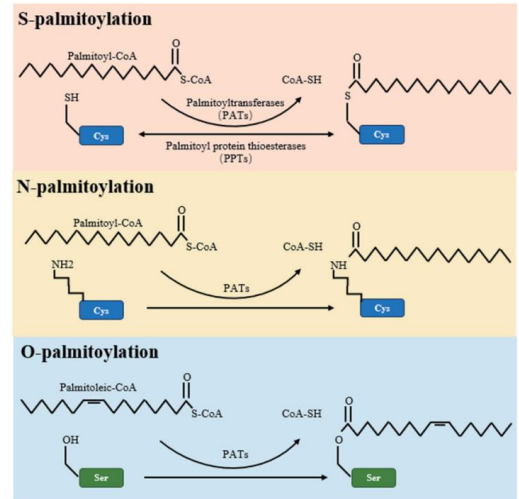 S-palmitoylation
Palmitoyl-CoA
O
S-CoA
CoA-SH
O
SH
S
Palmitoyltransferases
(PATs)
Cys
Palmitoyl protein thioesterases
(PPTs)
Cys
N-palmitoylation
Palmitoyl-CoA
O
S-CoA
CoA-SH
O
NH2
NH
PATs
Cys
Cys
O-palmitoylation
Palmitoleic-CoA
O
S-CoA
CoA-SH
O
OH
O
PATs
Ser
Ser